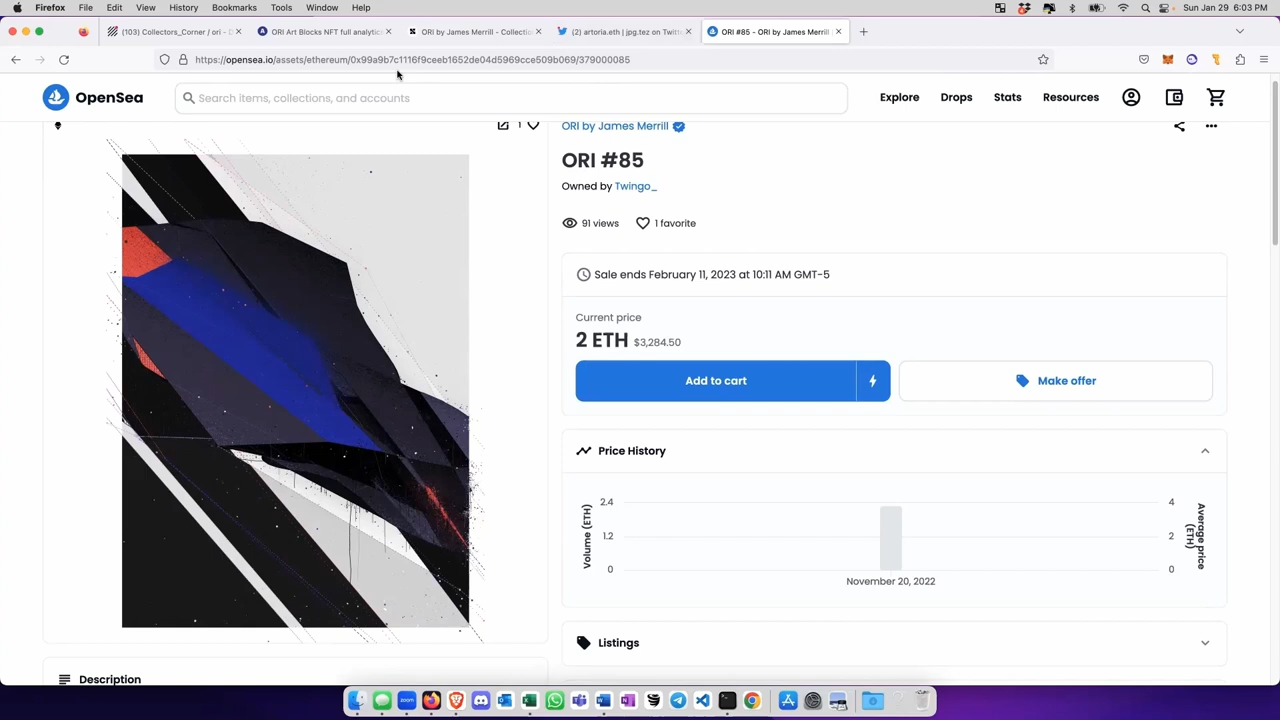 Firefox File Edit View History Bookmarks Tools Window Help Sun Jan 29 6:03 PM
(103) Collectors_Corner / ori - D
ORI Art Blocks NFT full analytics
ORI by James Merrill - Collectio
(2) artoria.eth | jpg.tez on Twitt
ORI #85 - ORI by James Merrill
https://opensea.io/assets/ethereum/0x99a9b7c1116f9ceeb1652de04d5969cce509b069/379000085
OpenSea
Search items, collections, and accounts
Explore Drops Stats Resources
1
ORI by James Merrill
ORI #85
Owned by Twingo_
91 views 1 favorite
Sale ends February 11, 2023 at 10:11 AM GMT-5
Current price
2 ETH $3,284.50
Add to cart
Make offer
Price History
Volume (ETH)
2.4
1.2
0
4
2
0
Average price (ETH)
November 20, 2022
Listings
Description
zoom